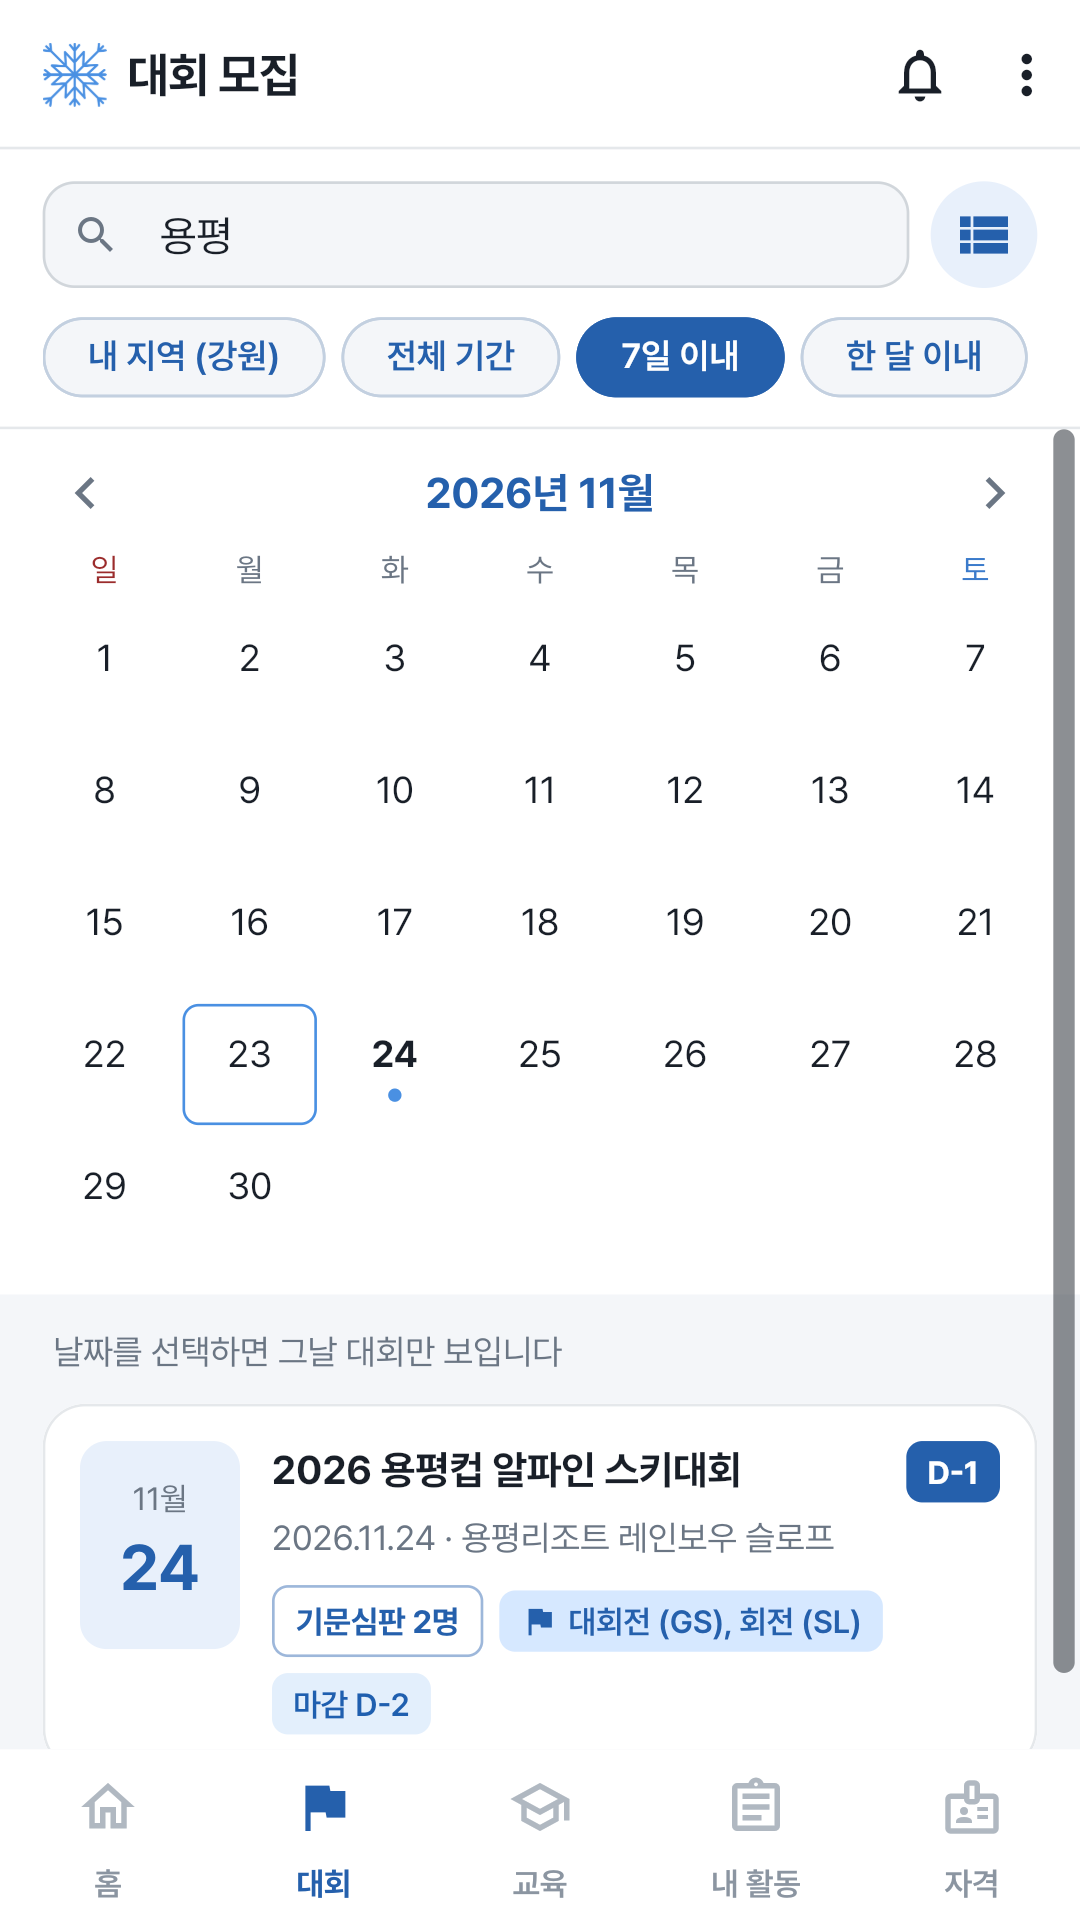 대회 모집
용평
내 지역 (강원) 전체 기간 7일 이내 한 달 이내
2026년 11월
일 월 화 수 목 금 토
1 2 3 4 5 6 7
8 9 10 11 12 13 14
15 16 17 18 19 20 21
22 23 24 25 26 27 28
29 30
날짜를 선택하면 그날 대회만 보입니다
11월
24
2026 용평컵 알파인 스키대회
D-1
2026.11.24 · 용평리조트 레인보우 슬로프
기문심판 2명 대회전 (GS), 회전 (SL)
마감 D-2
홈 대회 교육 내 활동 자격